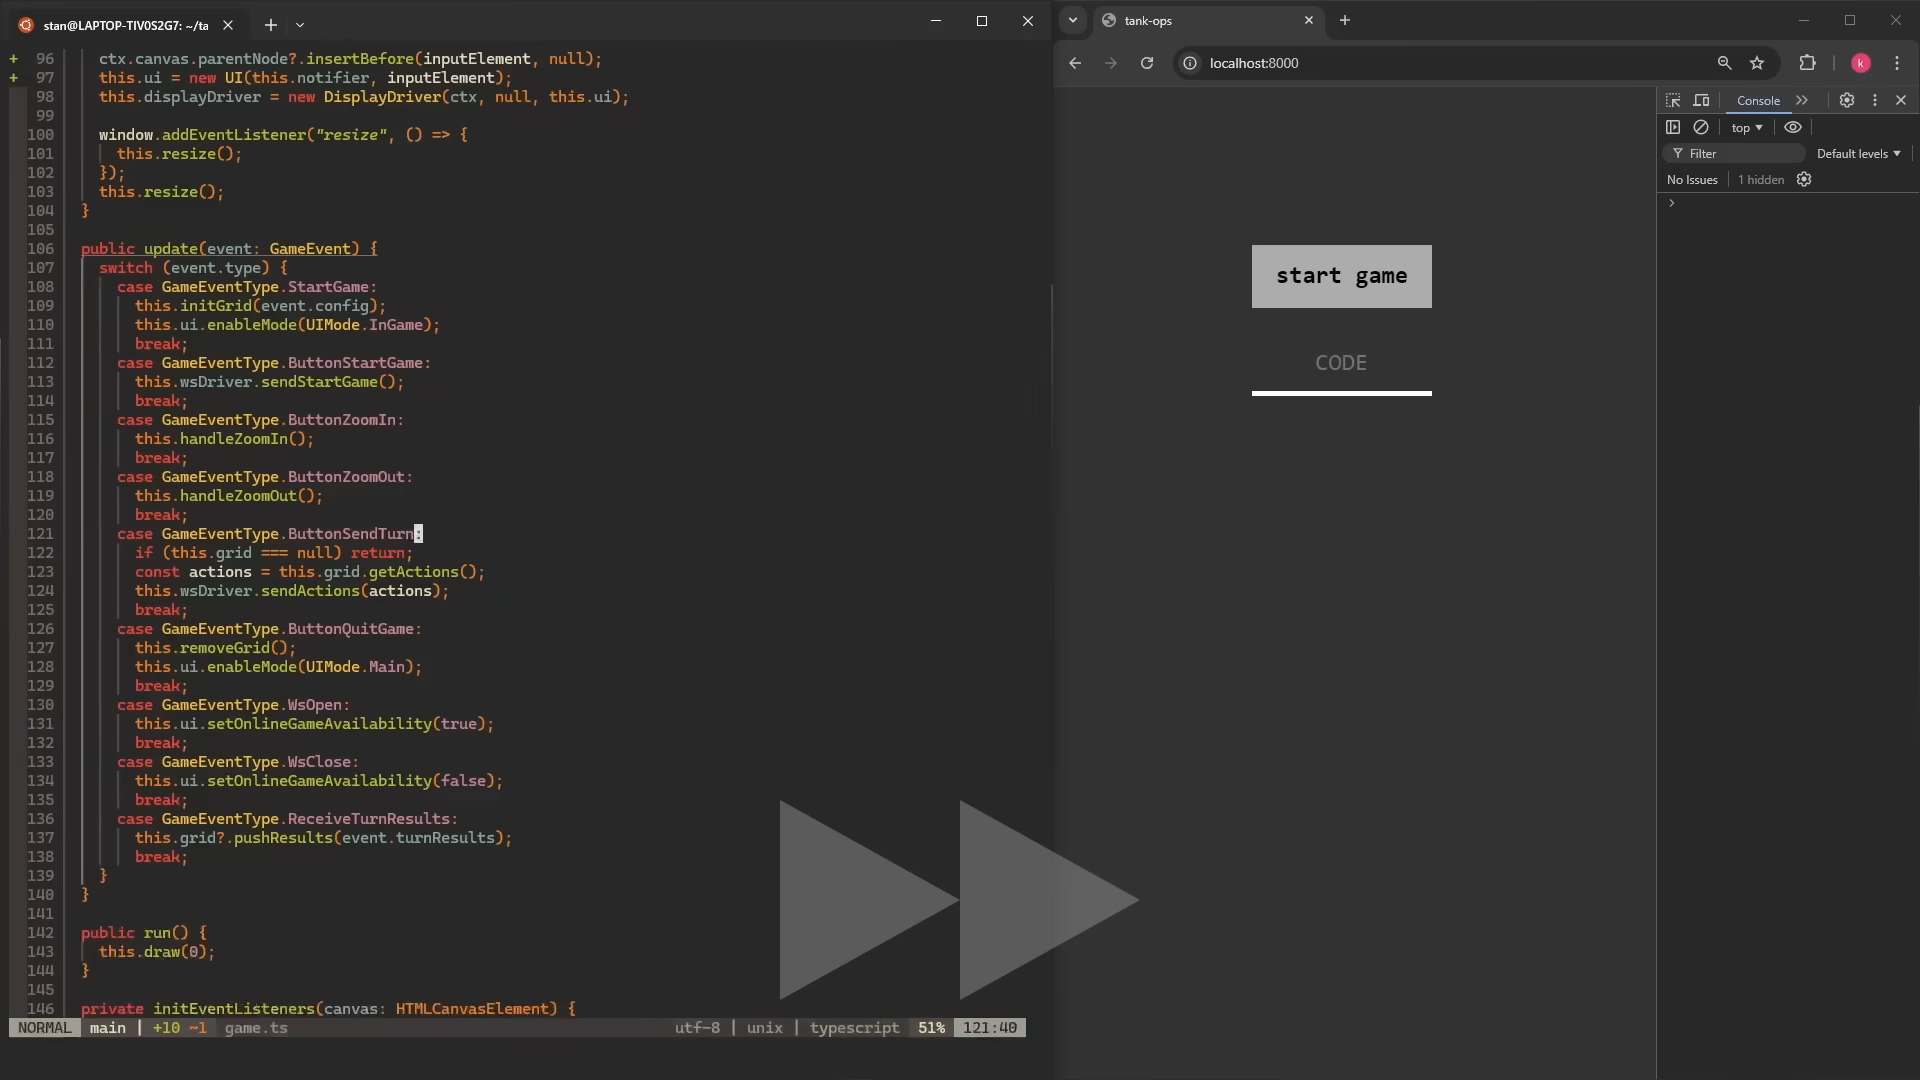 stan@LAPTOP-TIV0S2G7: ~/ta
96 ctx.canvas.parentNode?.insertBefore(inputElement, null);
97 this.ui = new UI(this.notifier, inputElement);
98 this.displayDriver = new DisplayDriver(ctx, null, this.ui);
99
100 window.addEventListener("resize", () => {
101 this.resize();
102 });
103 this.resize();
104 }
105
106 public update(event: GameEvent) {
107 switch (event.type) {
108 case GameEventType.StartGame:
109 this.initGrid(event.config);
110 this.ui.enableMode(UIMode.InGame);
111 break;
112 case GameEventType.ButtonStartGame:
113 this.wsDriver.sendStartGame();
114 break;
115 case GameEventType.ButtonZoomIn:
116 this.handleZoomIn();
117 break;
118 case GameEventType.ButtonZoomOut:
119 this.handleZoomOut();
120 break;
121 case GameEventType.ButtonSendTurn:
122 if (this.grid === null) return;
123 const actions = this.grid.getActions();
124 this.wsDriver.sendActions(actions);
125 break;
126 case GameEventType.ButtonQuitGame:
127 this.removeGrid();
128 this.ui.enableMode(UIMode.Main);
129 break;
130 case GameEventType.WsOpen:
131 this.ui.setOnlineGameAvailability(true);
132 break;
133 case GameEventType.WsClose:
134 this.ui.setOnlineGameAvailability(false);
135 break;
136 case GameEventType.ReceiveTurnResults:
137 this.grid?.pushResults(event.turnResults);
138 break;
139 }
140 }
141
142 public run() {
143 this.draw(0);
144 }
145
146 private initEventListeners(canvas: HTMLCanvasElement) {
NORMAL main | +10 ~1 game.ts utf-8 | unix | typescript 51% 121:40
tank-ops
localhost:8000
k
Console
top
Filter
Default levels
No Issues
1 hidden
start game
CODE